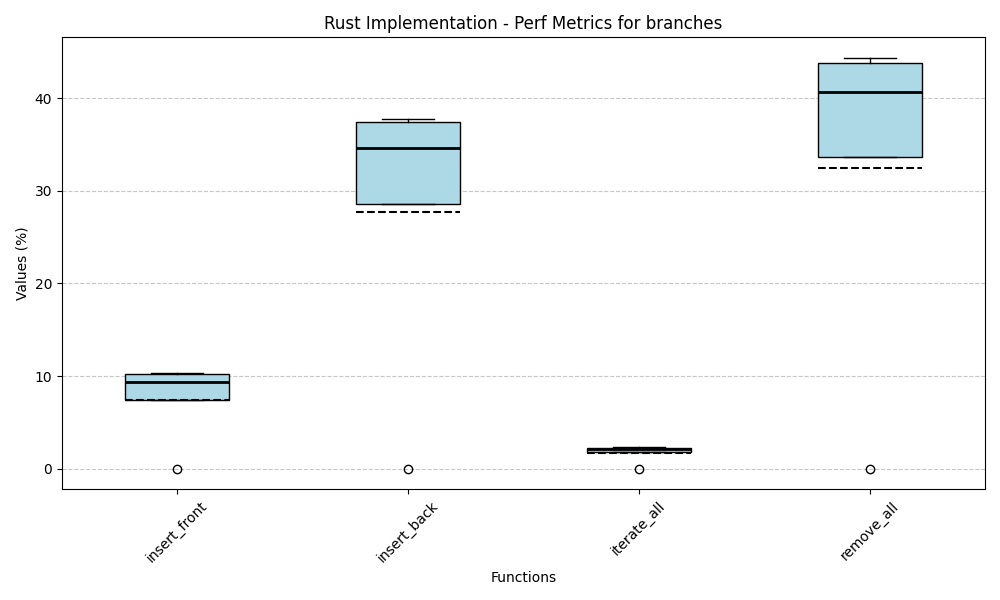 Rust Implementation - Perf Metrics for branches
Values (%)
40
30
20
10
0
insert_front
insert_back
iterate_all
remove_all
Functions